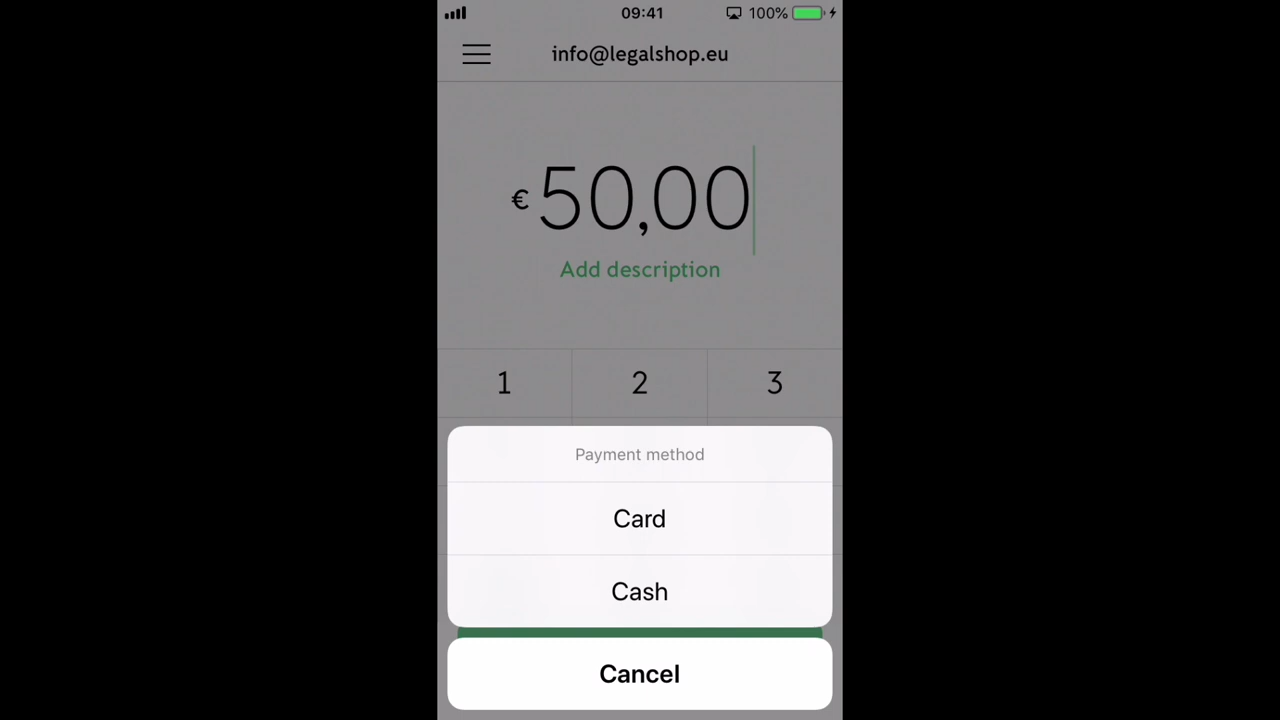 09:41
100%
info@legalshop.eu
€50,00
Add description
1 2 3
Payment method
Card
Cash
Cancel